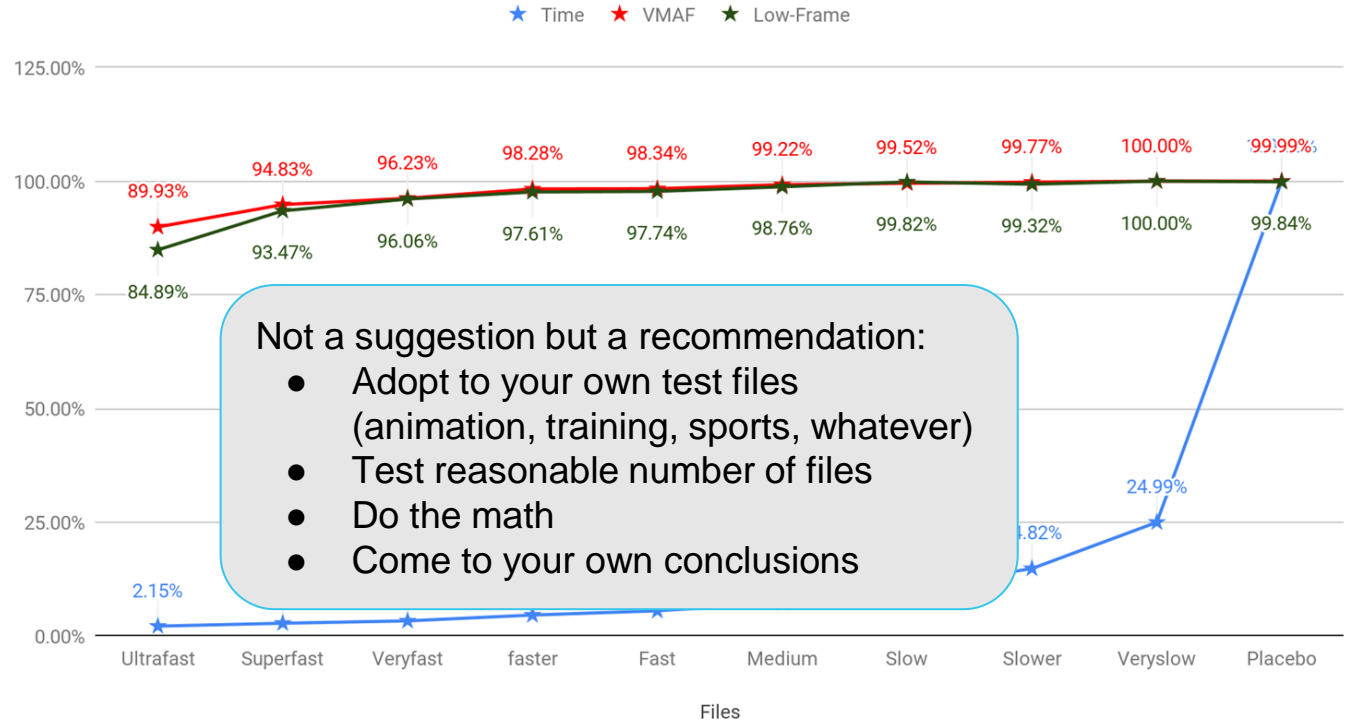 Time VMAF Low-Frame
125.00%
100.00%
75.00%
50.00%
25.00%
0.00%
89.93% 94.83% 96.23% 98.28% 98.34% 99.22% 99.52% 99.77% 100.00% 99.99%
84.89% 93.47% 96.06% 97.61% 97.74% 98.76% 99.82% 99.32% 100.00% 99.84%
Not a suggestion but a recommendation:
● Adopt to your own test files
(animation, training, sports, whatever)
● Test reasonable number of files
● Do the math
● Come to your own conclusions
2.15% 24.99%
Ultrafast Superfast Veryfast faster Fast Medium Slow Slower Veryslow Placebo
Files